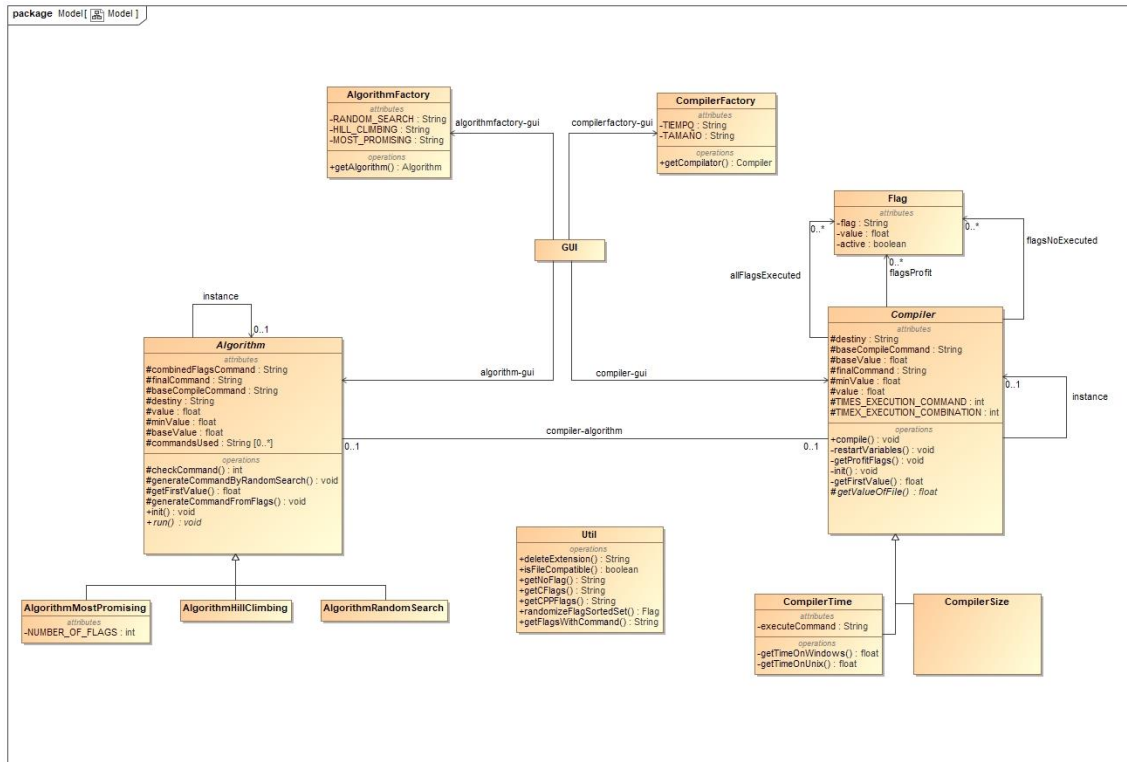 package Model [ Model ]
AlgorithmFactory
attributes
-RANDOM_SEARCH : String
-HILL_CLIMBING : String
-MOST_PROMISING : String
operations
+getAlgorithm() : Algorithm
algorithmfactory-gui
compilerfactory-gui
CompilerFactory
attributes
-TIEMPO : String
-TAMAÑO : String
operations
+getCompilator() : Compiler
Flag
attributes
-flag : String
-value : float
-active : boolean
0..*
0..*
0..*
flagsProfit
allFlagsExecuted
flagsNoExecuted
GUI
instance
0..1
Algorithm
attributes
#combinedFlagsCommand : String
#finalCommand : String
#baseCompileCommand : String
#destiny : String
#value : float
#minValue : float
#baseValue : float
#commandsUsed : String [0..*]
operations
#checkCommand() : int
#generateCommandByRandomSearch() : void
#getFirstValue() : float
#generateCommandFromFlags() : void
+init() : void
+run() : void
algorithm-gui
compiler-gui
compiler-algorithm
0..1
0..1
Compiler
attributes
#destiny : String
#baseCompileCommand : String
#baseValue : float
#finalCommand : String
#minValue : float
#value : float
#TIMES_EXECUTION_COMMAND : int
#TIMEX_EXECUTION_COMBINATION : int
operations
+compile() : void
-restartVariables() : void
-getProfitFlags() : void
-init() : void
-getFirstValue() : float
#getValueOfFile() : float
0..1
instance
Util
operations
+deleteExtension() : String
+isFileCompatible() : boolean
+getNoFlag() : String
+getCFlags() : String
+getCPPFlags() : String
+randomizeFlagSortedSet() : Flag
+getFlagsWithCommand() : String
AlgorithmMostPromising
attributes
-NUMBER_OF_FLAGS : int
AlgorithmHillClimbing
AlgorithmRandomSearch
CompilerTime
attributes
-executeCommand : String
operations
-getTimeOnWindows() : float
-getTimeOnUnix() : float
CompilerSize